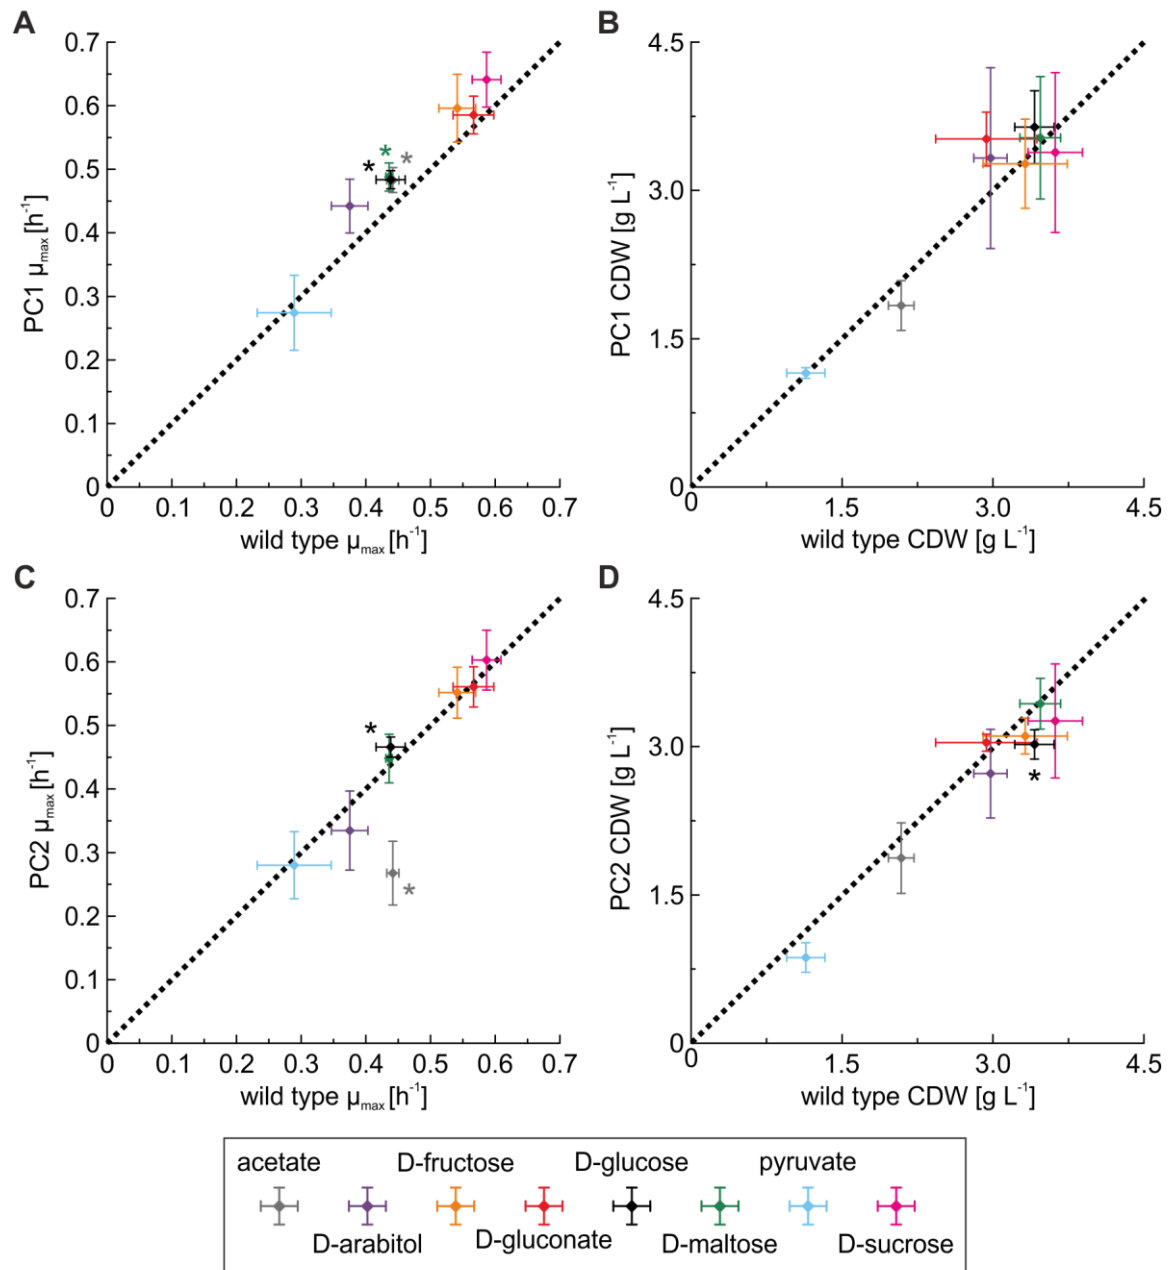 A
0.7
0.6
0.5
0.4
0.3
0.2
0.1
0
PC1 μmax [h-1]
* * *
0 0.1 0.2 0.3 0.4 0.5 0.6 0.7
wild type μmax [h-1]
B
4.5
3.0
1.5
0
PC1 CDW [g L-1]
0 1.5 3.0 4.5
wild type CDW [g L-1]
C
0.7
0.6
0.5
0.4
0.3
0.2
0.1
0
PC2 μmax [h-1]
*
*
0 0.1 0.2 0.3 0.4 0.5 0.6 0.7
wild type μmax [h-1]
D
4.5
3.0
1.5
0
PC2 CDW [g L-1]
*
0 1.5 3.0 4.5
wild type CDW [g L-1]
acetate D-fructose D-glucose pyruvate
D-arabitol D-gluconate D-maltose D-sucrose